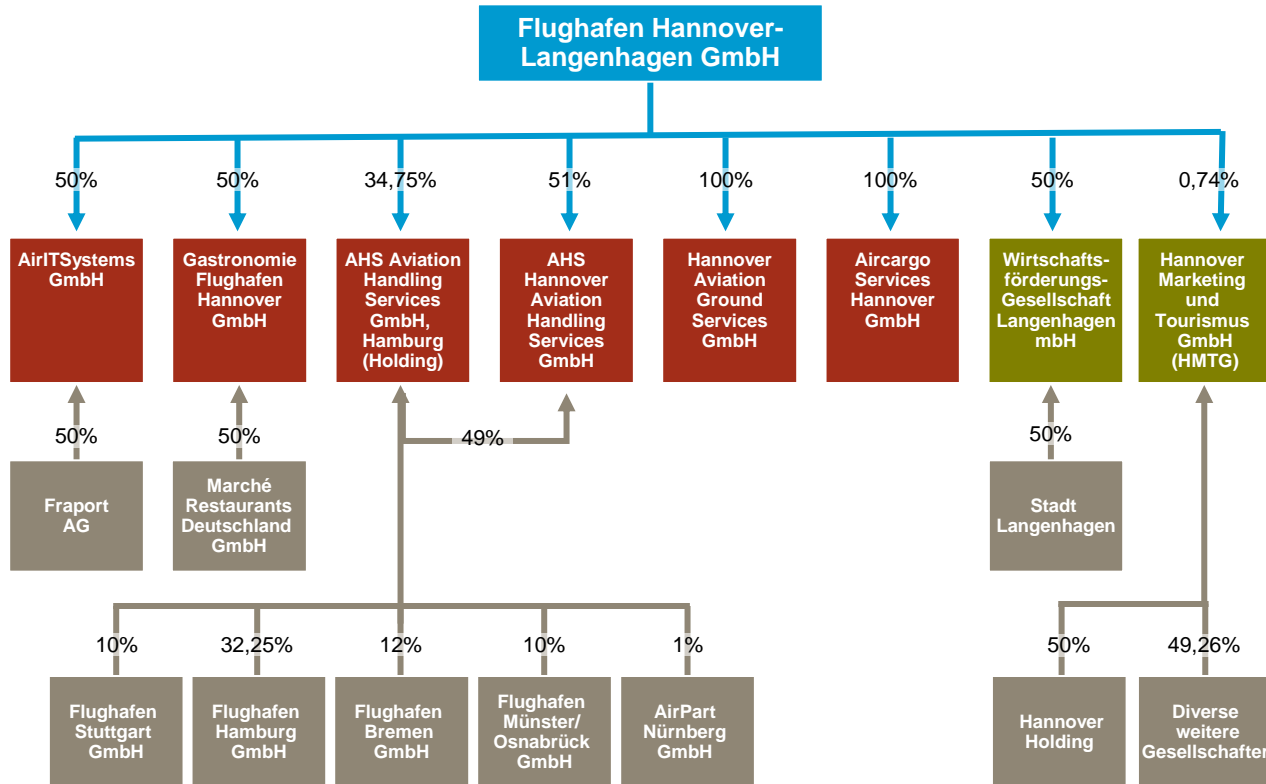 Flughafen Hannover-
Langenhagen GmbH
50%
50%
34,75%
51%
100%
100%
50%
0,74%
AirITSystems
GmbH
Gastronomie
Flughafen
Hannover
GmbH
AHS Aviation
Handling
Services
GmbH,
Hamburg
(Holding)
AHS
Hannover
Aviation
Handling
Services
GmbH
Hannover
Aviation
Ground
Services
GmbH
Aircargo
Services
Hannover
GmbH
Wirtschafts-
förderungs-
Gesellschaft
Langenhagen
mbH
Hannover
Marketing
und
Tourismus
GmbH
(HMTG)
50%
50%
49%
50%
Fraport
AG
Marché
Restaurants
Deutschland
GmbH
Stadt
Langenhagen
10%
32,25%
12%
10%
1%
50%
49,26%
Flughafen
Stuttgart
GmbH
Flughafen
Hamburg
GmbH
Flughafen
Bremen
GmbH
Flughafen
Münster/
Osnabrück
GmbH
AirPart
Nürnberg
GmbH
Hannover
Holding
Diverse
weitere
Gesellschafter